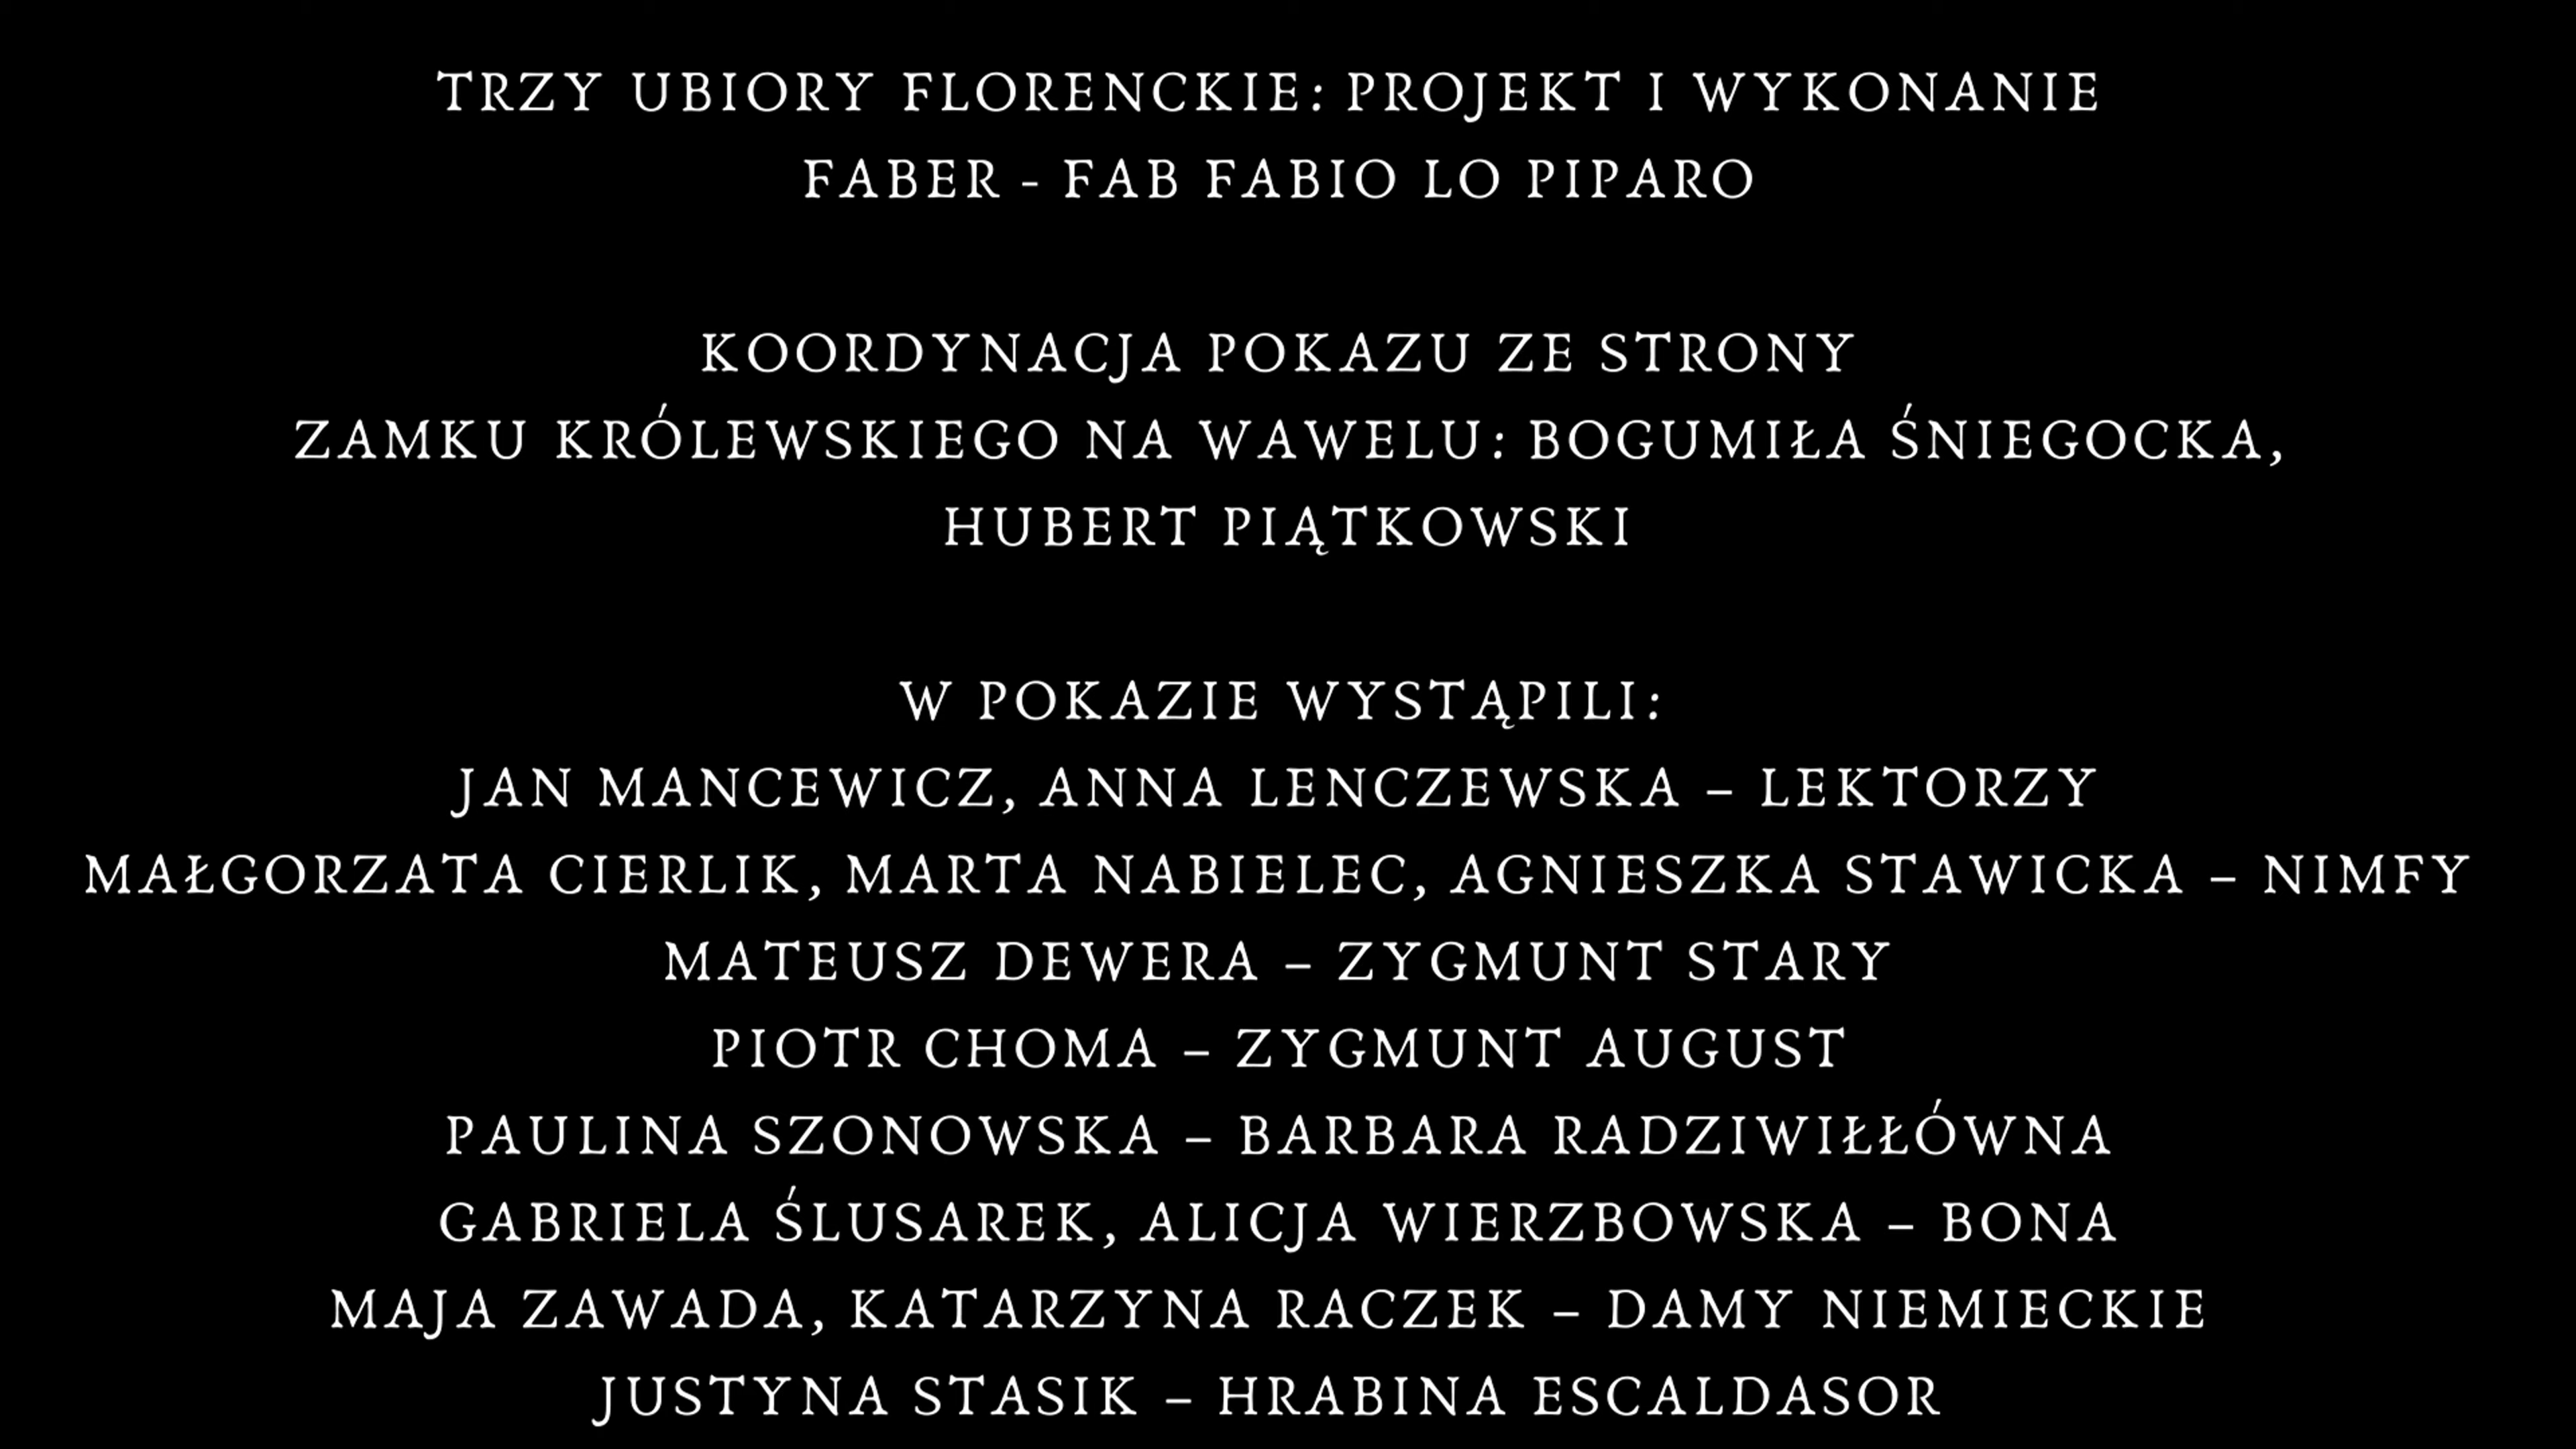 TRZY UBIORY FLORENCKIE: PROJEKT I WYKONANIE
FABER - FAB FABIO LO PIPARO
KOORDYNACJA POKAZU ZE STRONY
ZAMKU KRÓLEWSKIEGO NA WAWELU: BOGUMIŁA ŚNIEGOCKA,
HUBERT PIĄTKOWSKI
W POKAZIE WYSTĄPILI:
JAN MANCEWICZ, ANNA LENCZEWSKA – LEKTORZY
MAŁGORZATA CIERLIK, MARTA NABIELEC, AGNIESZKA STAWICKA – NIMFY
MATEUSZ DEWERA – ZYGMUNT STARY
PIOTR CHOMA – ZYGMUNT AUGUST
PAULINA SZONOWSKA – BARBARA RADZIWIŁŁÓWNA
GABRIELA ŚLUSAREK, ALICJA WIERZBOWSKA – BONA
MAJA ZAWADA, KATARZYNA RACZEK – DAMY NIEMIECKIE
JUSTYNA STASIK – HRABINA ESCALDASOR